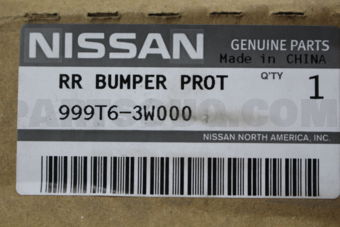 NISSAN GENUINE PARTS
Made in CHINA
RR BUMPER PROT Q'TY 1
999T6-3W000
NISSAN NORTH AMERICA, INC.